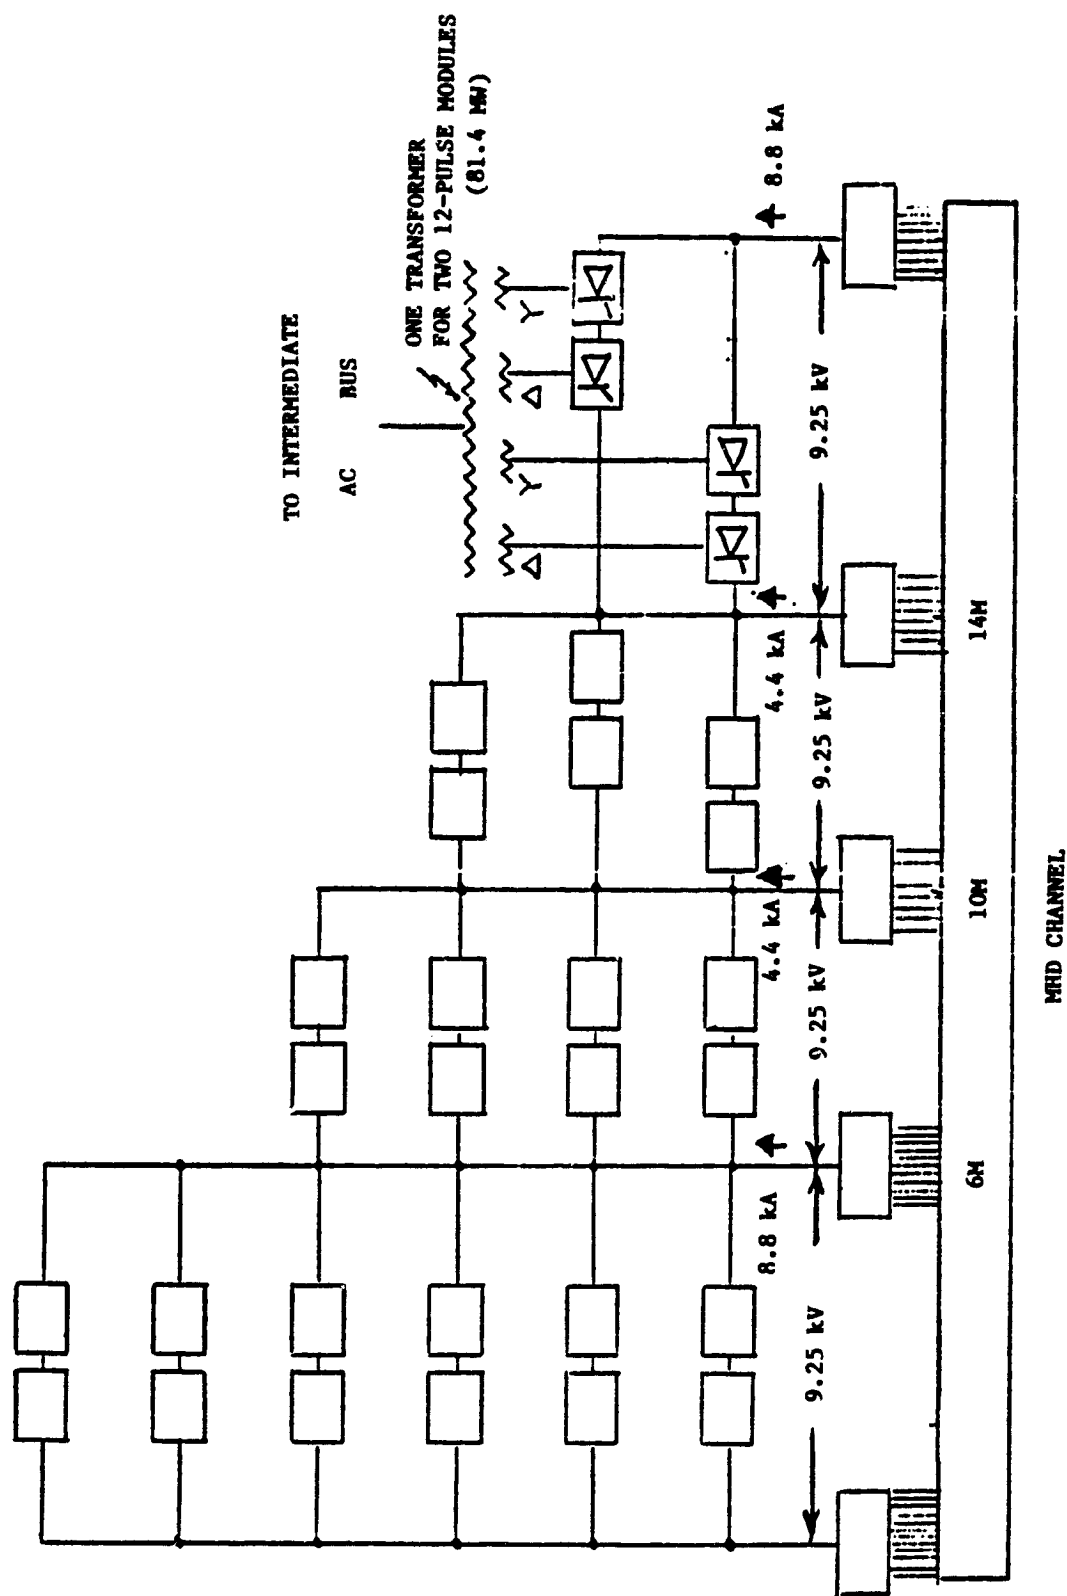 TO INTERMEDIATE
AC BUS
ONE TRANSFORMER
FOR TWO 12-PULSE MODULES
(81.4 MW)
Δ
Y
Δ
Y
8.8 kA
4.4 kA
4.4 kA
8.8 kA
9.25 kV
9.25 kV
9.25 kV
9.25 kV
6M
10M
14M
MHD CHANNEL